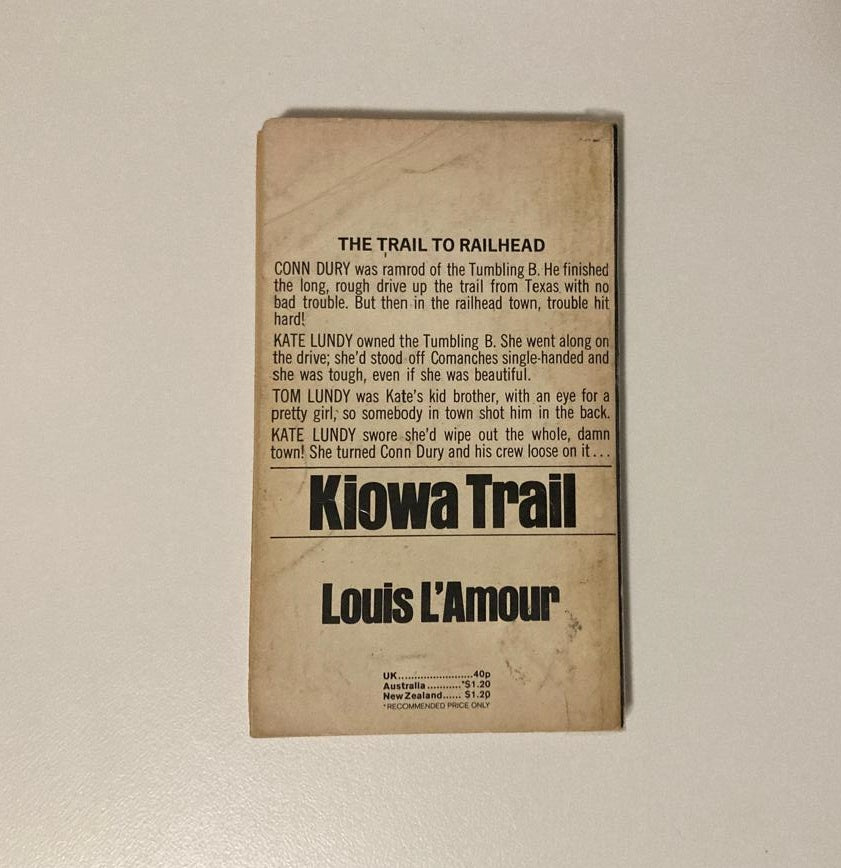 THE TRAIL TO RAILHEAD
CONN DURY was ramrod of the Tumbling B. He finished
the long, rough drive up the trail from Texas with no
bad trouble. But then in the railhead town, trouble hit
hard!
KATE LUNDY owned the Tumbling B. She went along on
the drive; she'd stood off Comanches single-handed and
she was tough, even if she was beautiful.
TOM LUNDY was Kate's kid brother, with an eye for a
pretty girl, so somebody in town shot him in the back.
KATE LUNDY swore she'd wipe out the whole, damn
town! She turned Conn Dury and his crew loose on it...
Kiowa Trail
Louis L'Amour
UK........................40p
Australia...........*$1.20
New Zealand...... $1.20
*RECOMMENDED PRICE ONLY